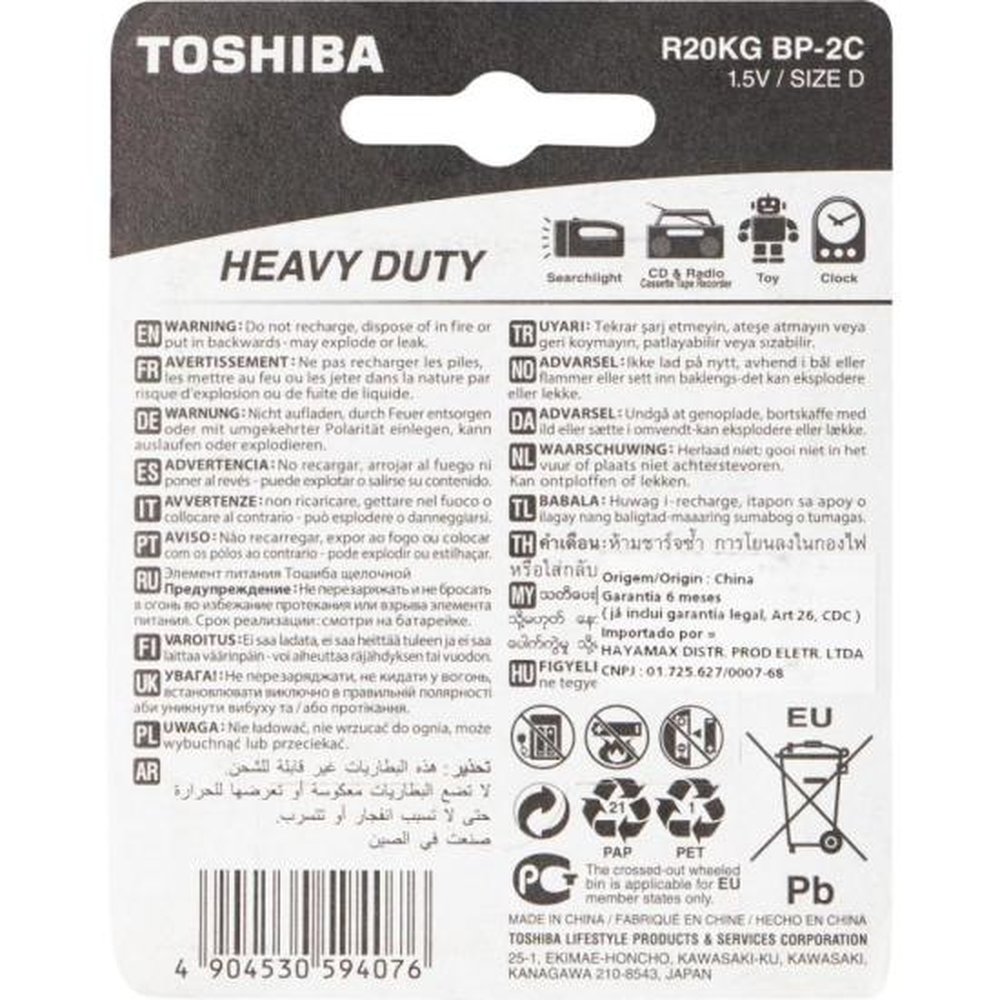 TOSHIBA
R20KG BP-2C
1.5V / SIZE D
HEAVY DUTY
Searchlight
CD & Radio
Cassette Tape Recorder
Toy
Clock
EN WARNING: Do not recharge, dispose of in fire or
put in backwards - may explode or leak.
FR AVERTISSEMENT: Ne pas recharger les piles,
les mettre au feu ou les jeter dans la nature par
risque d'explosion ou de fuite de liquide.
DE WARNUNG: Nicht aufladen, durch Feuer entsorgen
oder mit umgekehrter Polarität einlegen, kann
auslaufen oder explodieren.
ES ADVERTENCIA: No recargar, arrojar al fuego ni
poner al revés - puede explotar o salirse su contenido.
IT AVVERTENZE: non ricaricare, gettare nel fuoco o
collocare al contrario - può esplodere o danneggiarsi.
PT AVISO: Não recarregar, expor ao fogo ou colocar
com os pólos ao contrario - pode explodir ou estilhaçar.
RU Элемент питания Тошиба щелочной
Предупреждение: Не перезаряжать и не бросать
в огонь во избежание протекания или взрыва элемента
питания. Срок реализации: смотри на батарейке.
FI VAROITUS: Ei saa ladata, ei saa heittää tuleen ja ei saa
laittaa väärinpäin - voi aiheuttaa räjähdyksen tai vuodon.
UK УВАГА!: Не перезаряджати, не кидати у вогонь,
встановлювати виключно в правильній полярності
аби уникнути вибуху та / або протікання.
PL UWAGA: Nie ładować, nie wrzucać do ognia, może
wybuchnąć lub przeciekać.
AR تحذير: هذه البطاريات غير قابلة للشحن.
لا تضع البطاريات معكوسة أو تعرضها للحرارة
حتى لا تسبب انفجار أو تتسرب.
صنعت في الصين
4 904530 594076
TR UYARI: Tekrar şarj etmeyin, ateşe atmayın veya
geri koymayın, patlayabilir veya sızabilir.
NO ADVARSEL: Ikke lad på nytt, avhend i bål eller
flammer eller sett inn baklengs-det kan eksplodere
eller lekke.
DA ADVARSEL: Undgå at genoplade, bortskaffe med
ild eller sætte i omvendt-kan eksplodere eller lække.
NL WAARSCHUWING: Herlaad niet; gooi niet in het
vuur of plaats niet achterstevoren.
Kan ontploffen of lekken.
TL BABALA: Huwag i-recharge, itapon sa apoy o
ilagay nang baligtad-maaaring sumabog o tumagas.
TH คำเตือน: ห้ามชาร์จซ้ำ การโยนลงในกองไฟ
หรือใส่กลับ
MY သတိပေး
သို့မဟုတ်
ပေါက်ကွဲမှု
HU FIGYEL
ne tegye
Origem/Origin : China
Garantia 6 meses
( já indui garantia legal, Art 26, CDC )
Importado por =
HAYAMAX DISTR. PROD ELETR. LTDA
CNPJ : 01.725.627/0007-68
EU
21
PAP
1
PET
Pb
The crossed-out wheeled
bin is applicable for EU
member states only.
MADE IN CHINA / FABRIQUÉ EN CHINE / HECHO EN CHINA
TOSHIBA LIFESTYLE PRODUCTS & SERVICES CORPORATION
25-1, EKIMAE-HONCHO, KAWASAKI-KU, KAWASAKI,
KANAGAWA 210-8543, JAPAN